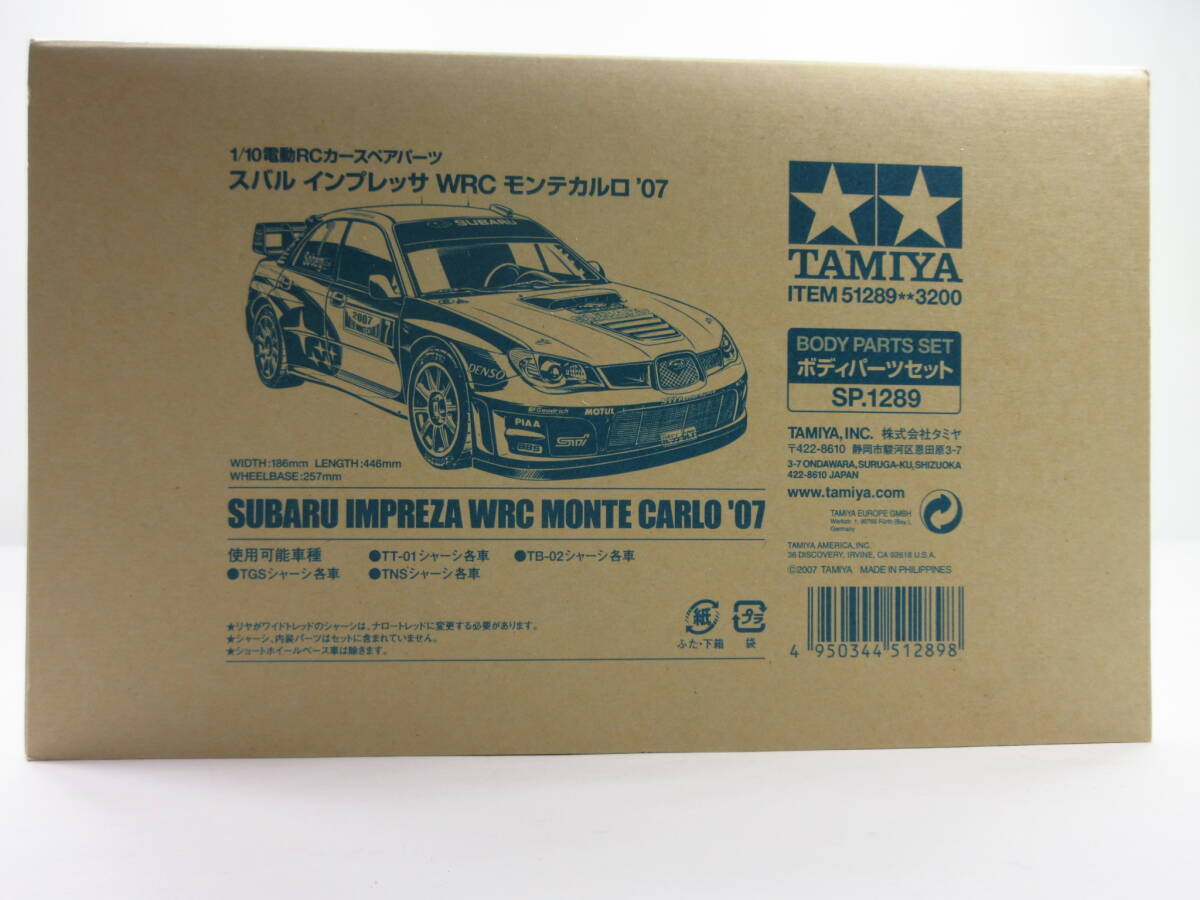 1/10電動RCカースペアパーツ
スバル インプレッサ WRC モンテカルロ '07
SUBARU
2007
7
DENSO
BFGoodrich
MOTUL
PIAA
BBS
STi
WIDTH:186mm LENGTH:446mm
WHEELBASE:257mm
SUBARU IMPREZA WRC MONTE CARLO '07
使用可能車種
●TT-01シャーシ各車
●TB-02シャーシ各車
●TGSシャーシ各車
●TNSシャーシ各車
★リヤがワイドトレッドのシャーシは、ナロートレッドに変更する必要があります。
★シャーシ、内装パーツはセットに含まれていません。
★ショートホイールベース車は除きます。
紙
プラ
ふた・下箱
袋
TAMIYA
ITEM 51289★★3200
BODY PARTS SET
ボディパーツセット
SP.1289
TAMIYA, INC. 株式会社タミヤ
〒422-8610 静岡市駿河区恩田原3-7
3-7 ONDAWARA, SURUGA-KU, SHIZUOKA
422-8610 JAPAN
www.tamiya.com
TAMIYA EUROPE GMBH
Werkstr. 1, 90765 Fürth (Bay.),
Germany
TAMIYA AMERICA, INC.
36 DISCOVERY, IRVINE, CA 92618 U.S.A.
©2007 TAMIYA MADE IN PHILIPPINES
4 950344 512898